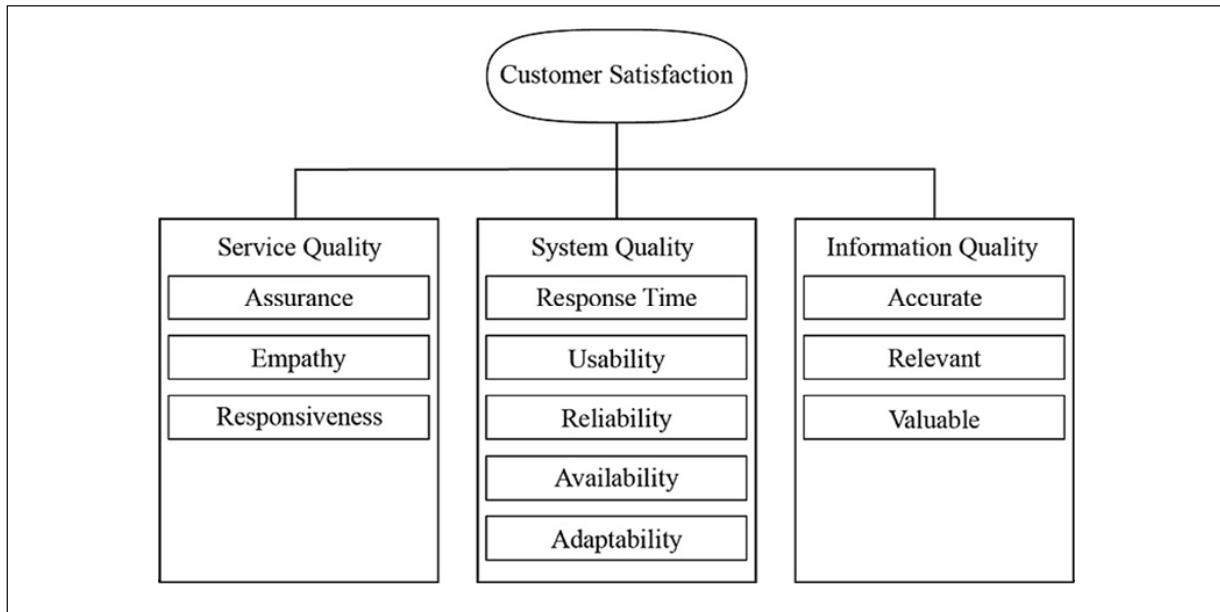 Customer Satisfaction
Service Quality
Assurance
Empathy
Responsiveness
System Quality
Response Time
Usability
Reliability
Availability
Adaptability
Information Quality
Accurate
Relevant
Valuable